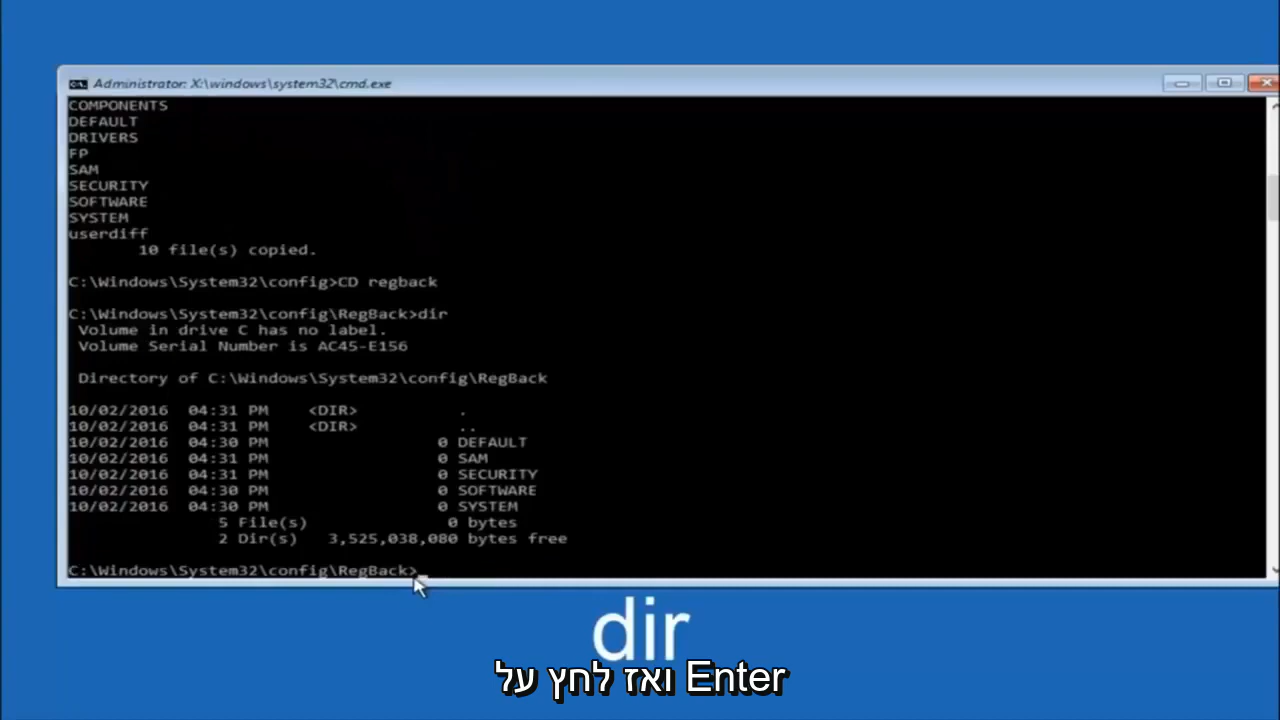 Administrator: X:\windows\system32\cmd.exe
COMPONENTS
DEFAULT
DRIVERS
FP
SAM
SECURITY
SOFTWARE
SYSTEM
userdiff
10 file(s) copied.
C:\Windows\System32\config>CD regback
C:\Windows\System32\config\RegBack>dir
Volume in drive C has no label.
Volume Serial Number is AC45-E156
Directory of C:\Windows\System32\config\RegBack
10/02/2016 04:31 PM <DIR> .
10/02/2016 04:31 PM <DIR> ..
10/02/2016 04:30 PM 0 DEFAULT
10/02/2016 04:31 PM 0 SAM
10/02/2016 04:31 PM 0 SECURITY
10/02/2016 04:30 PM 0 SOFTWARE
10/02/2016 04:30 PM 0 SYSTEM
5 File(s) 0 bytes
2 Dir(s) 3,525,038,080 bytes free
C:\Windows\System32\config\RegBack>
dir
ואז לחץ על Enter